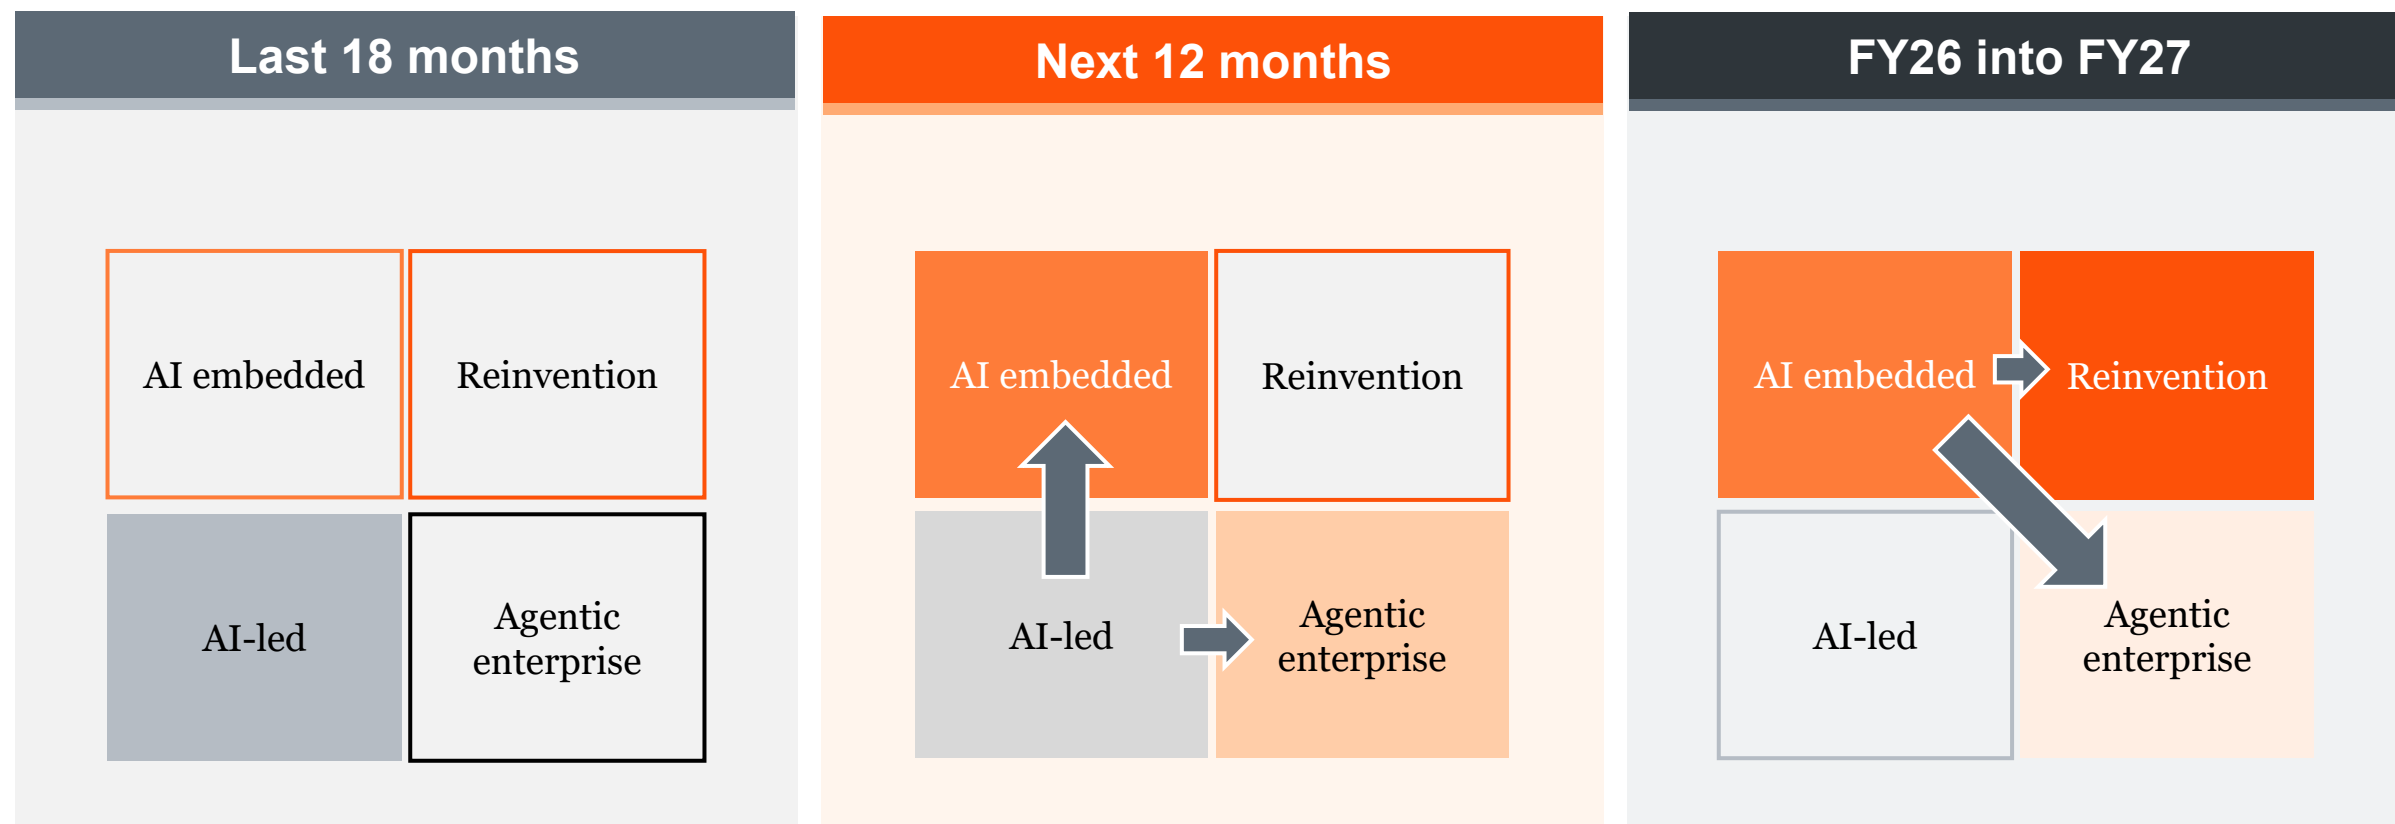 Last 18 months
AI embedded
Reinvention
AI-led
Agentic
enterprise
Next 12 months
AI embedded
Reinvention
AI-led
Agentic
enterprise
FY26 into FY27
AI embedded
Reinvention
AI-led
Agentic
enterprise